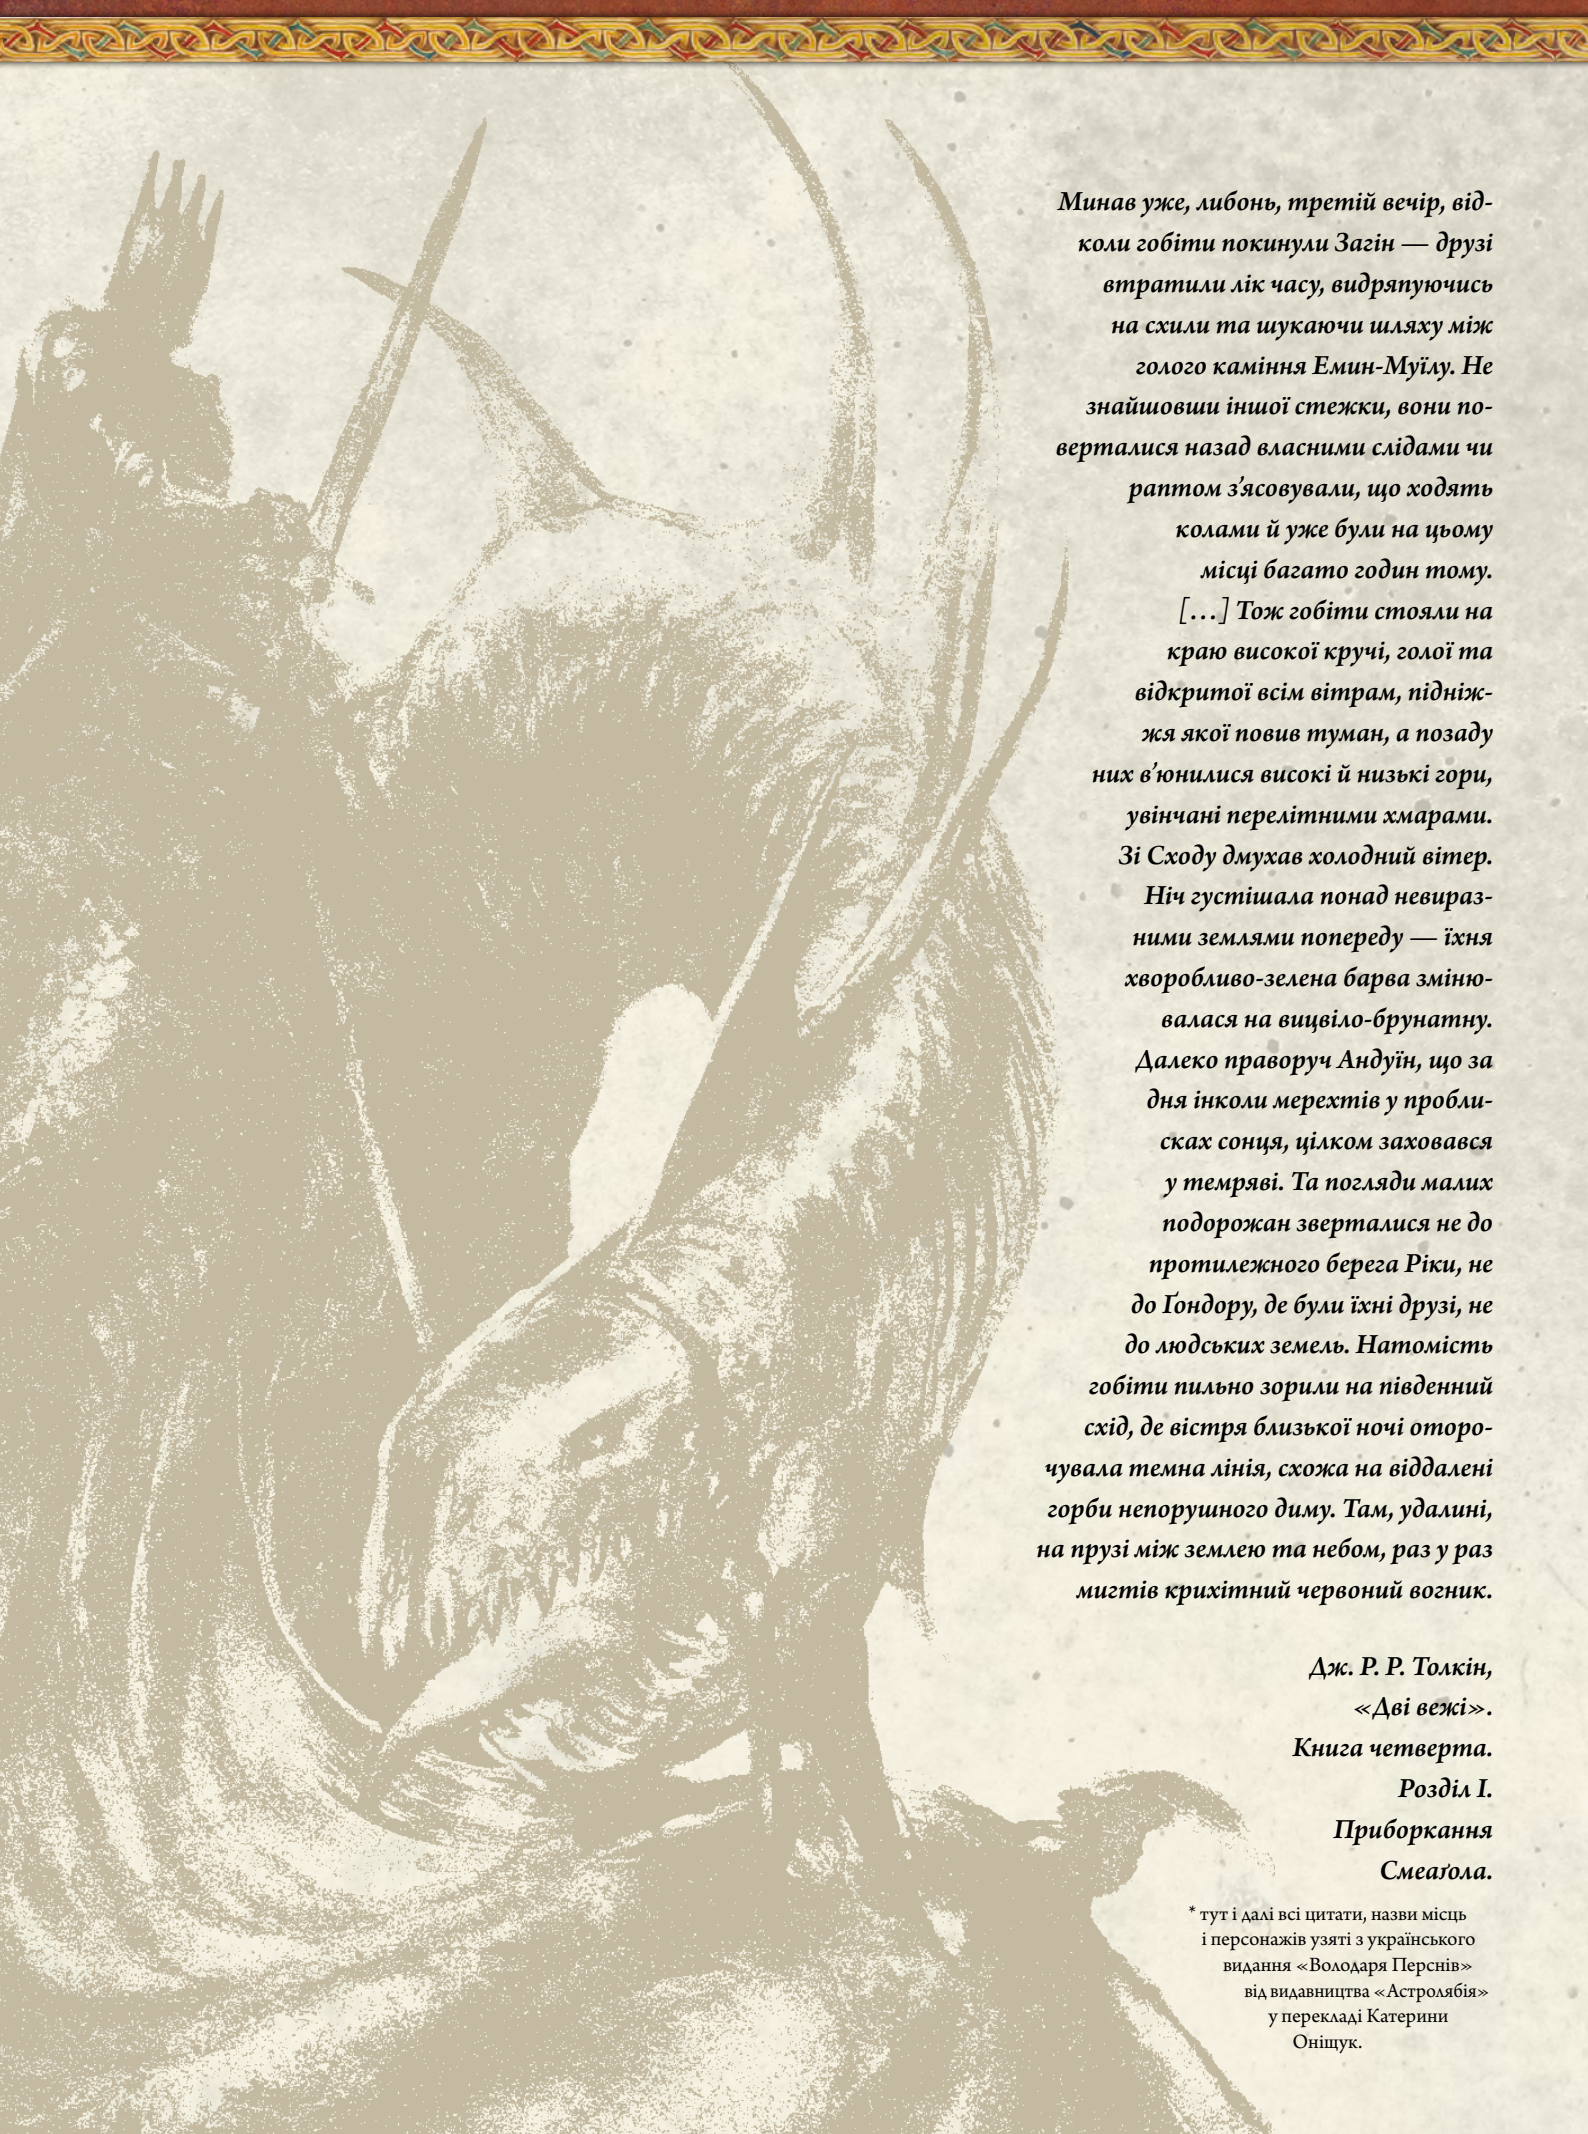 Минав уже, либонь, третій вечір, від-
коли гобіти покинули Загін — друзі
втратили лік часу, видряпуючись
на схили та шукаючи шляху між
голого каміння Емин-Муїлу. Не
знайшовши іншої стежки, вони по-
верталися назад власними слідами чи
раптом з’ясовували, що ходять
колами й уже були на цьому
місці багато годин тому.
[…] Тож гобіти стояли на
краю високої кручі, голої та
відкритої всім вітрам, підніж-
жя якої повив туман, а позаду
них в’юнилися високі й низькі гори,
увінчані перелітними хмарами.
Зі Сходу дмухав холодний вітер.
Ніч густішала понад невираз-
ними землями попереду — їхня
хворобливо-зелена барва зміню-
валася на вицвіло-брунатну.
Далеко праворуч Андуїн, що за
дня інколи мерехтів у пробли-
сках сонця, цілком заховався
у темряві. Та погляди малих
подорожан зверталися не до
протилежного берега Ріки, не
до Ґондору, де були їхні друзі, не
до людських земель. Натомість
гобіти пильно зорили на південний
схід, де вістря близької ночі оторо-
чувала темна лінія, схожа на віддалені
горби непорушного диму. Там, удалині,
на прузі між землею та небом, раз у раз
мигтів крихітний червоний вогник.
Дж. Р. Р. Толкін,
«Дві вежі».
Книга четверта.
Розділ I.
Приборкання
Смеаґола.
* тут і далі всі цитати, назви місць
і персонажів узяті з українського
видання «Володаря Перснів»
від видавництва «Астролябія»
у перекладі Катерини
Оніщук.